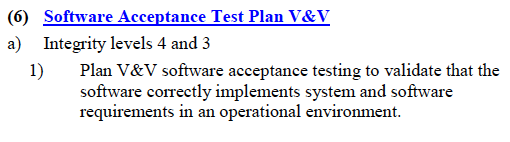 (6) Software Acceptance Test Plan V&V
a) Integrity levels 4 and 3
1) Plan V&V software acceptance testing to validate that the
software correctly implements system and software
requirements in an operational environment.